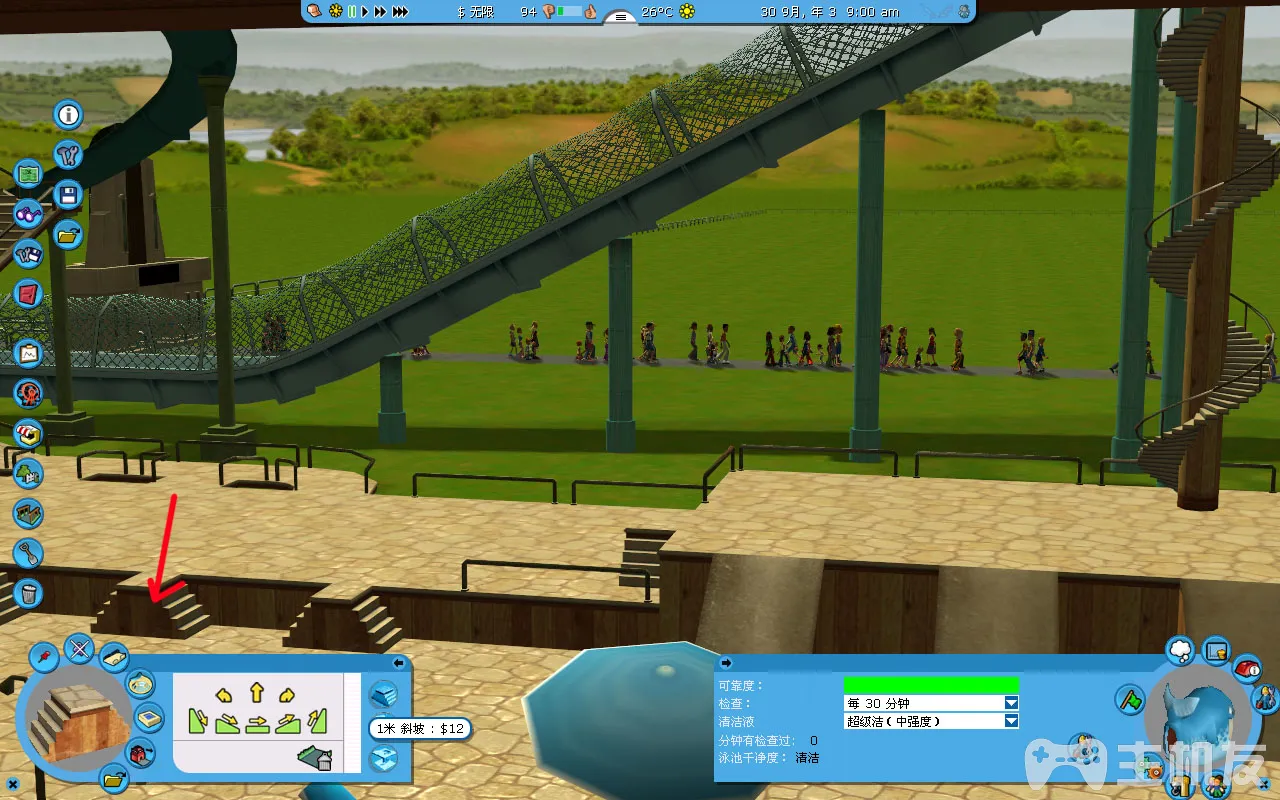 $ 无限
94
26°C
30 9月, 年 3 9:00 am
1米 斜坡 : $12
可靠度 :
检查 :
每 30 分钟
清洁液
超级洁 ( 中强度 )
分钟有检查过: 0
泳池干净度 : 清洁
主机友